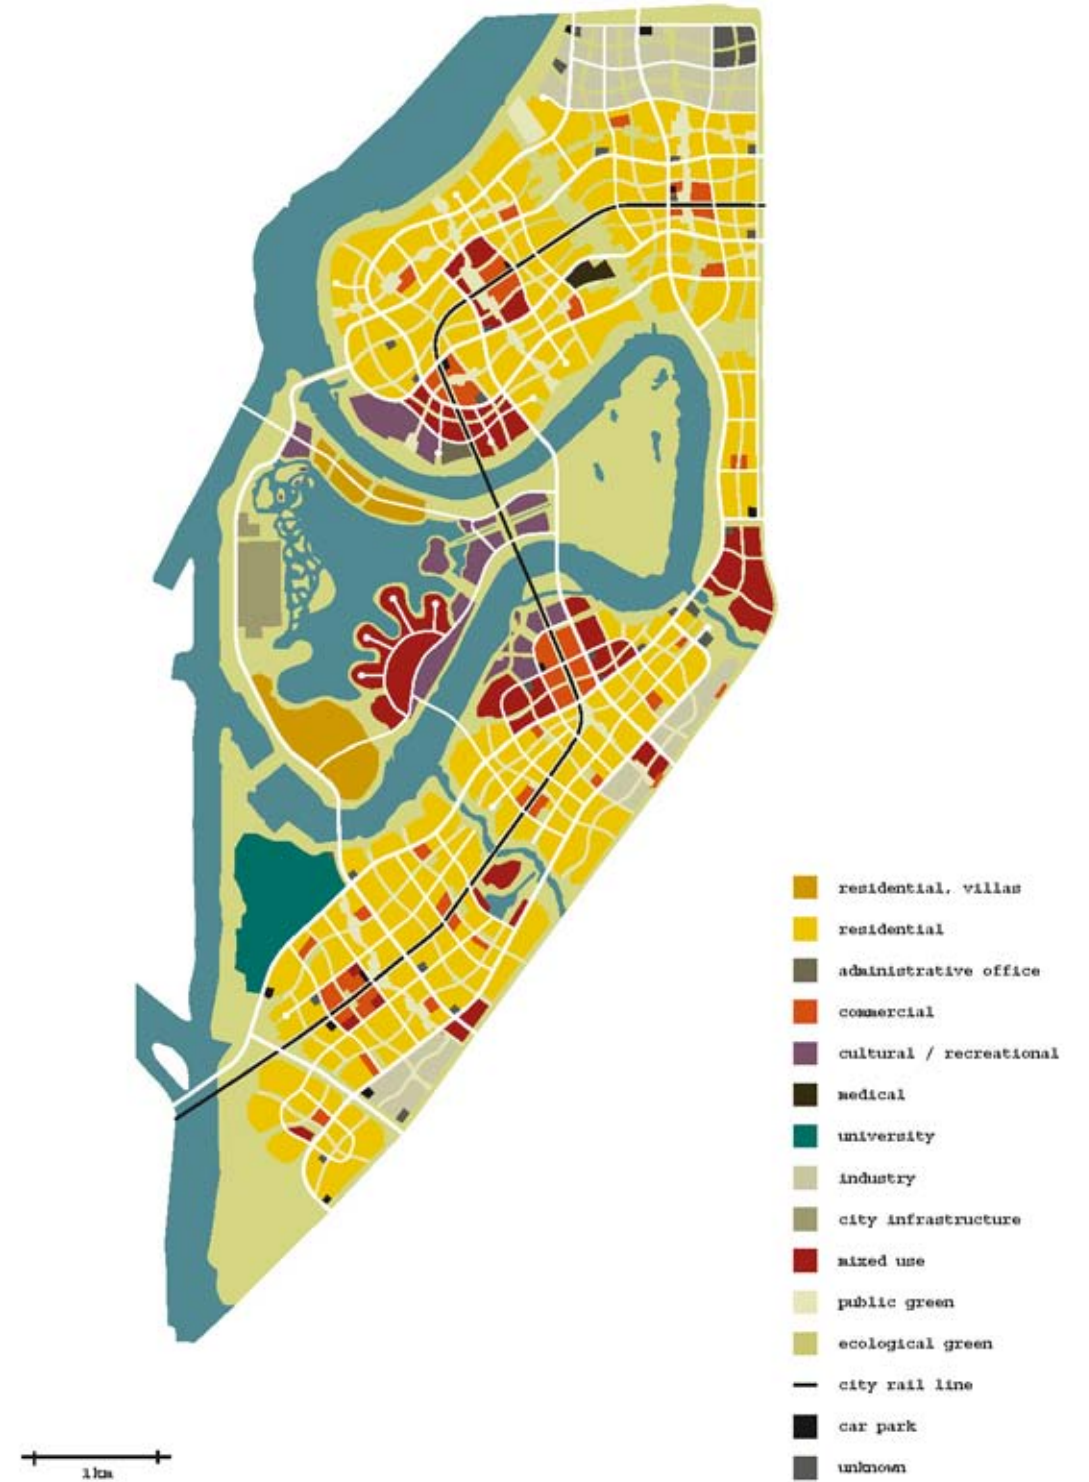 residential, villas
residential
administrative office
commercial
cultural / recreational
medical
university
industry
city infrastructure
mixed use
public green
ecological green
city rail line
car park
unknown
1km